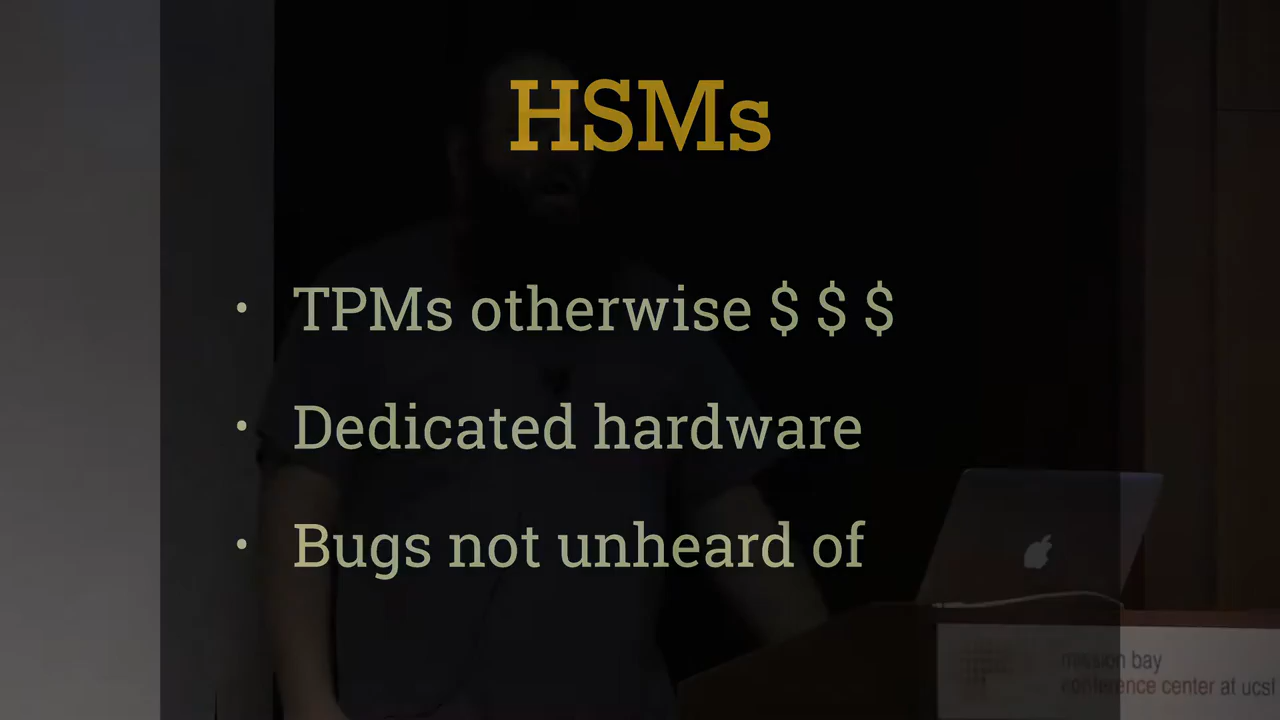 HSMs
• TPMs otherwise $ $ $
• Dedicated hardware
• Bugs not unheard of
mission bay
conference center at ucsf